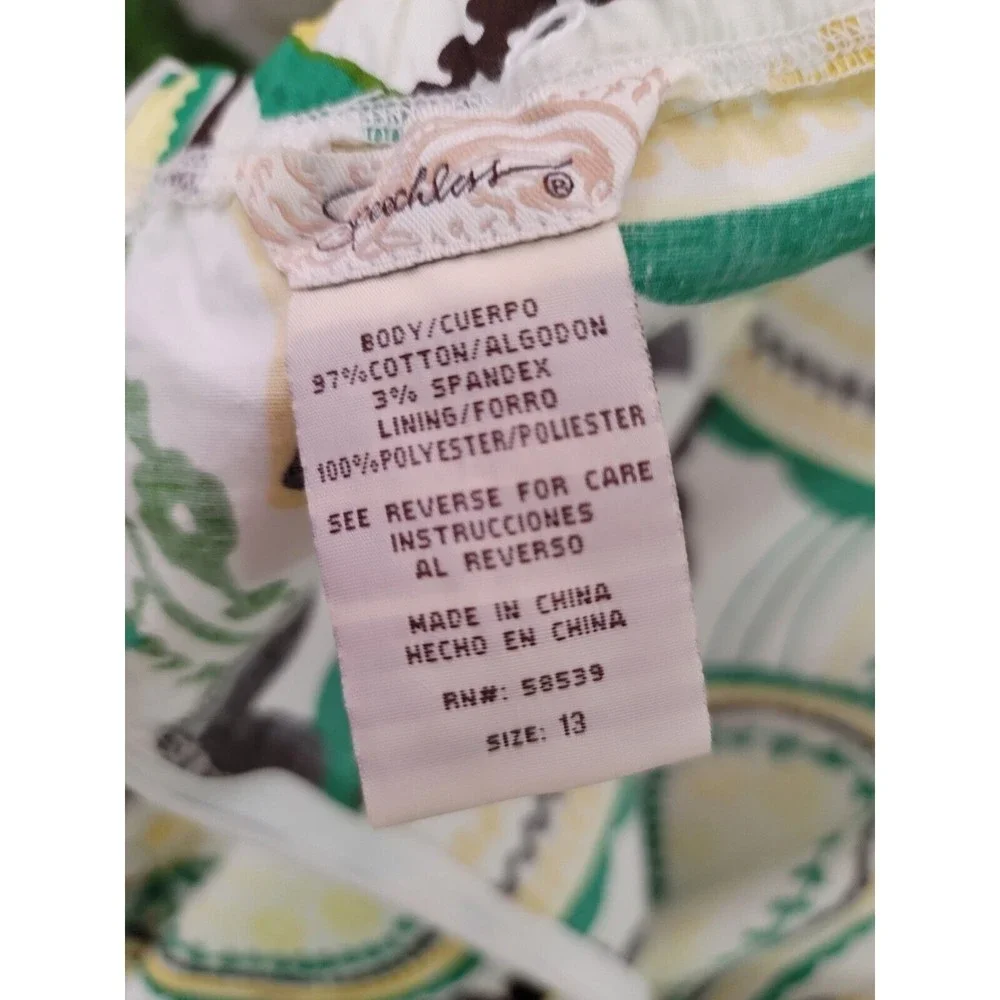 Speechless ®
BODY/CUERPO
97%COTTON/ALGODON
3% SPANDEX
LINING/FORRO
100%POLYESTER/POLIESTER
SEE REVERSE FOR CARE
INSTRUCCIONES
AL REVERSO
MADE IN CHINA
HECHO EN CHINA
RN#: 58539
SIZE: 13